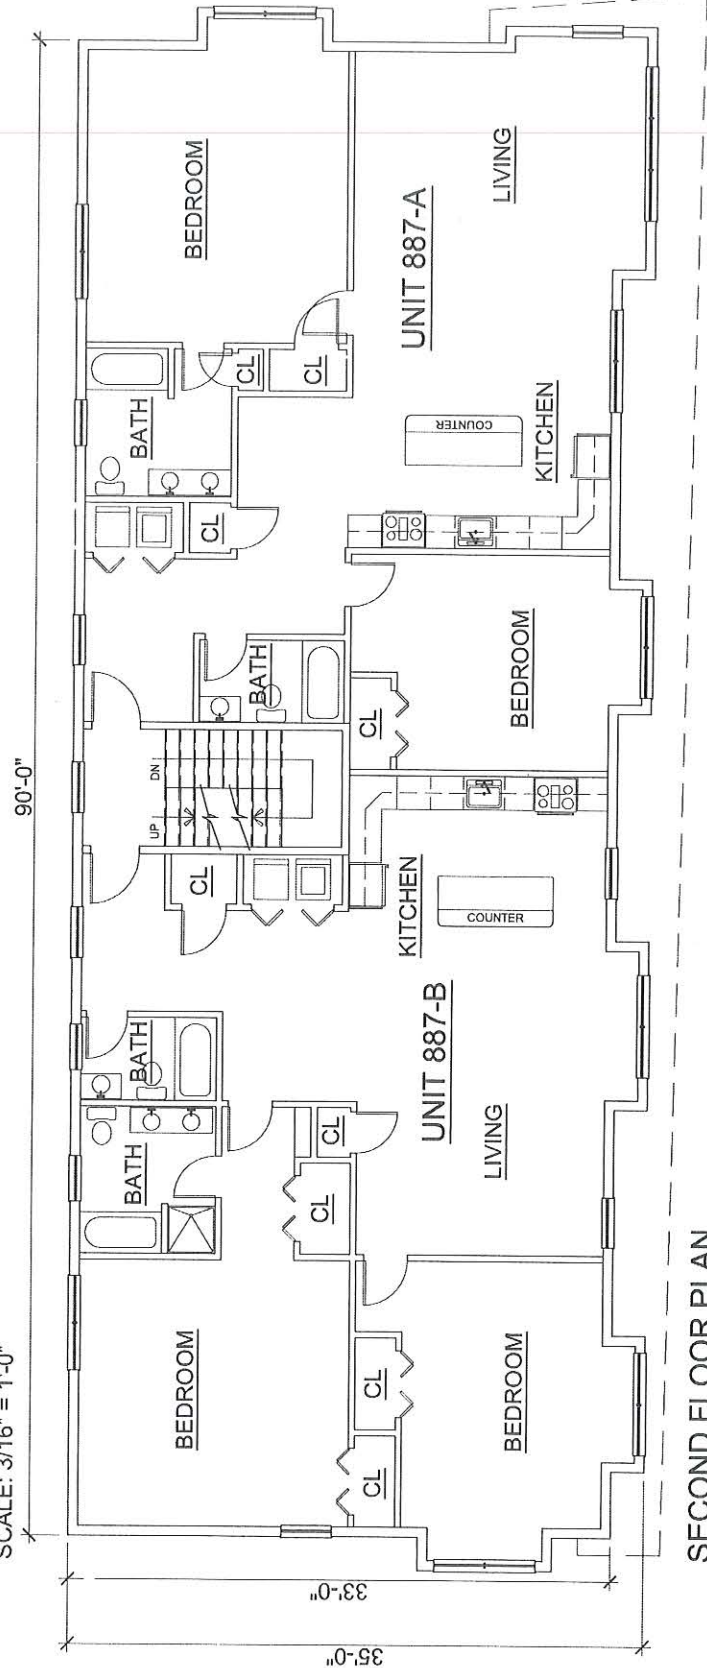 SCALE: 3/16" = 1'-0"
90'-0"
BEDROOM
BATH
BATH
CL
UP
DN
BATH
CL
BATH
BEDROOM
CL
CL
CL
CL
CL
CL
CL
KITCHEN
COUNTER
UNIT 887-B
LIVING
BEDROOM
CL
BEDROOM
KITCHEN
COUNTER
UNIT 887-A
LIVING
33'-0"
35'-0"
SECOND FLOOR PLAN